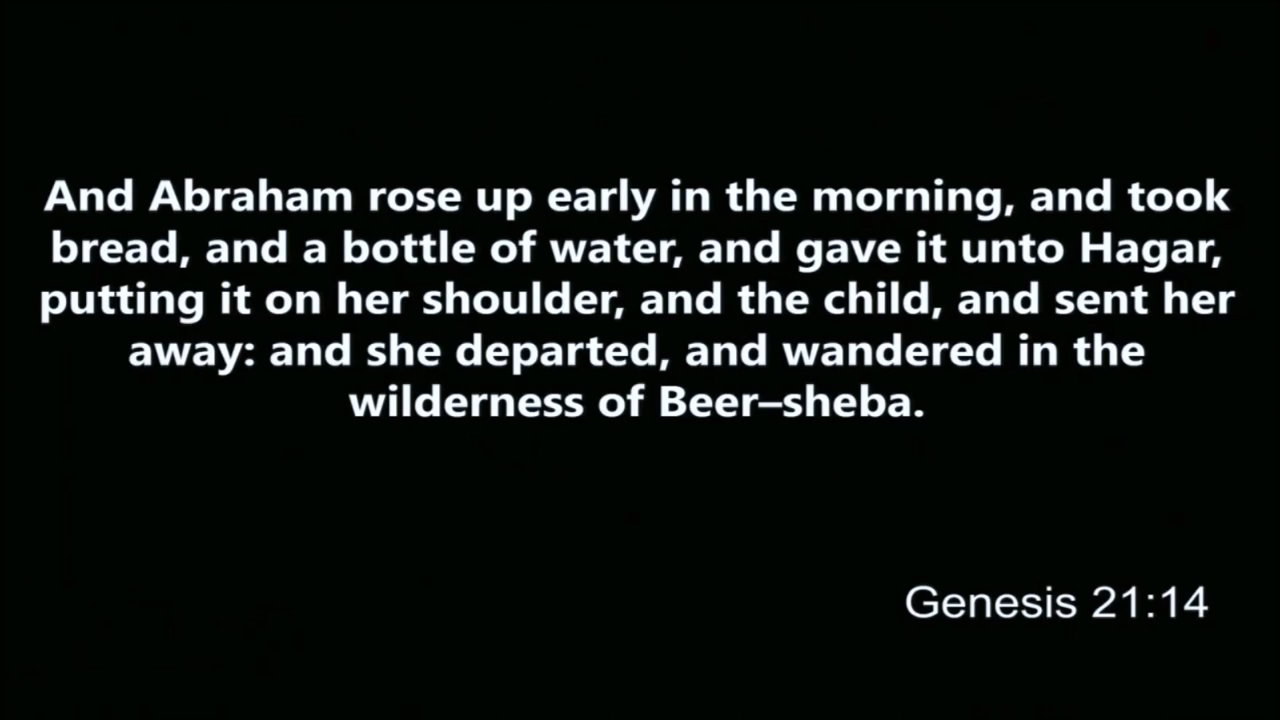 And Abraham rose up early in the morning, and took
bread, and a bottle of water, and gave it unto Hagar,
putting it on her shoulder, and the child, and sent her
away: and she departed, and wandered in the
wilderness of Beer–sheba.
Genesis 21:14